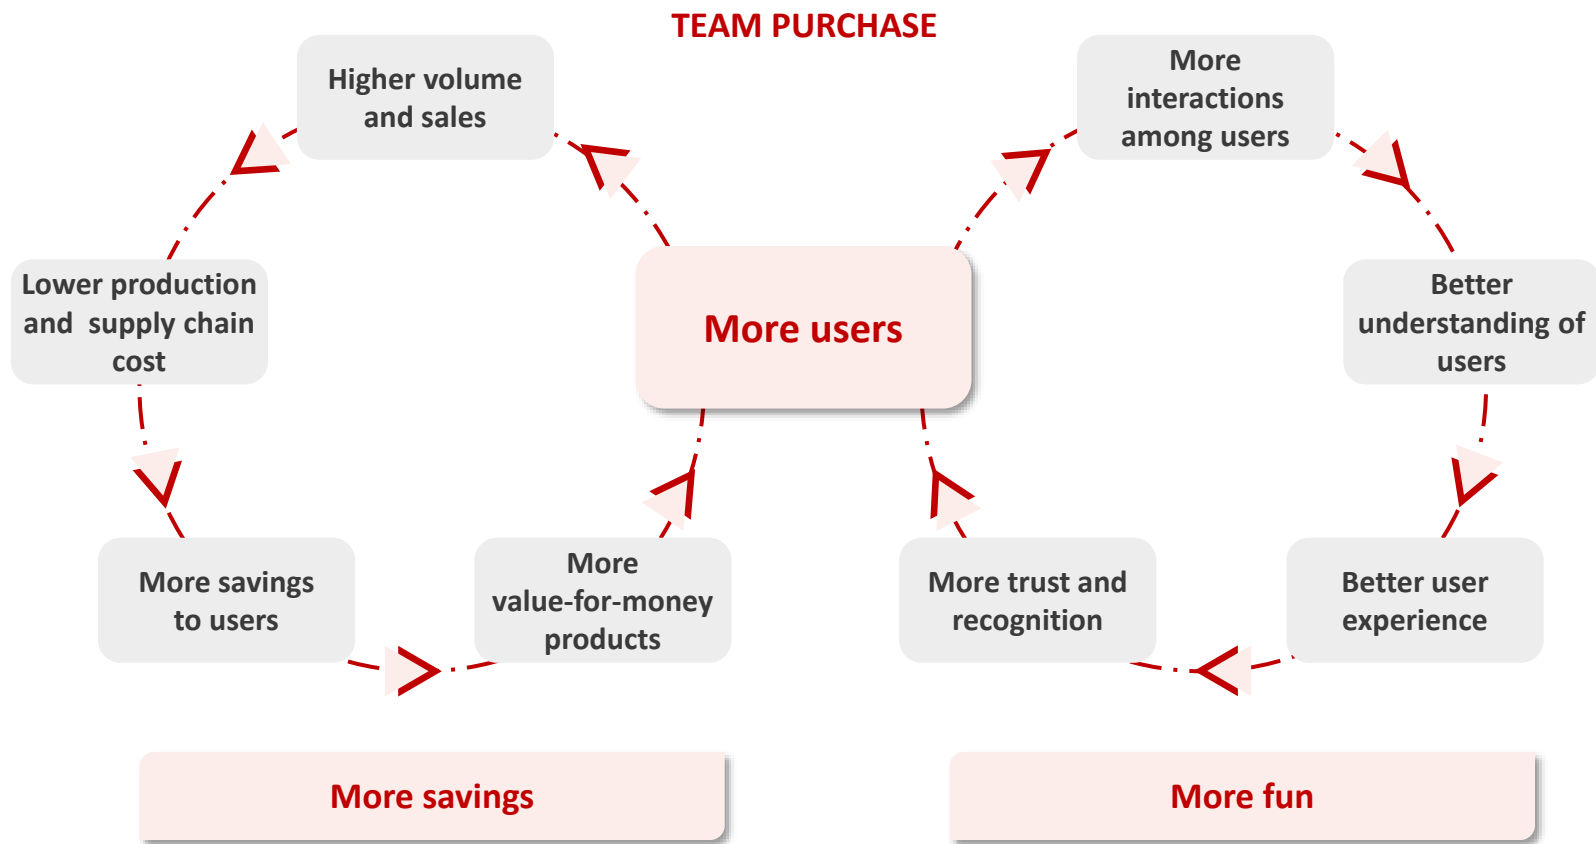 TEAM PURCHASE
Higher volume
and sales
More
interactions
among users
Lower production
and supply chain
cost
More users
Better
understanding of
users
More savings
to users
More
value-for-money
products
More trust and
recognition
Better user
experience
More savings
More fun